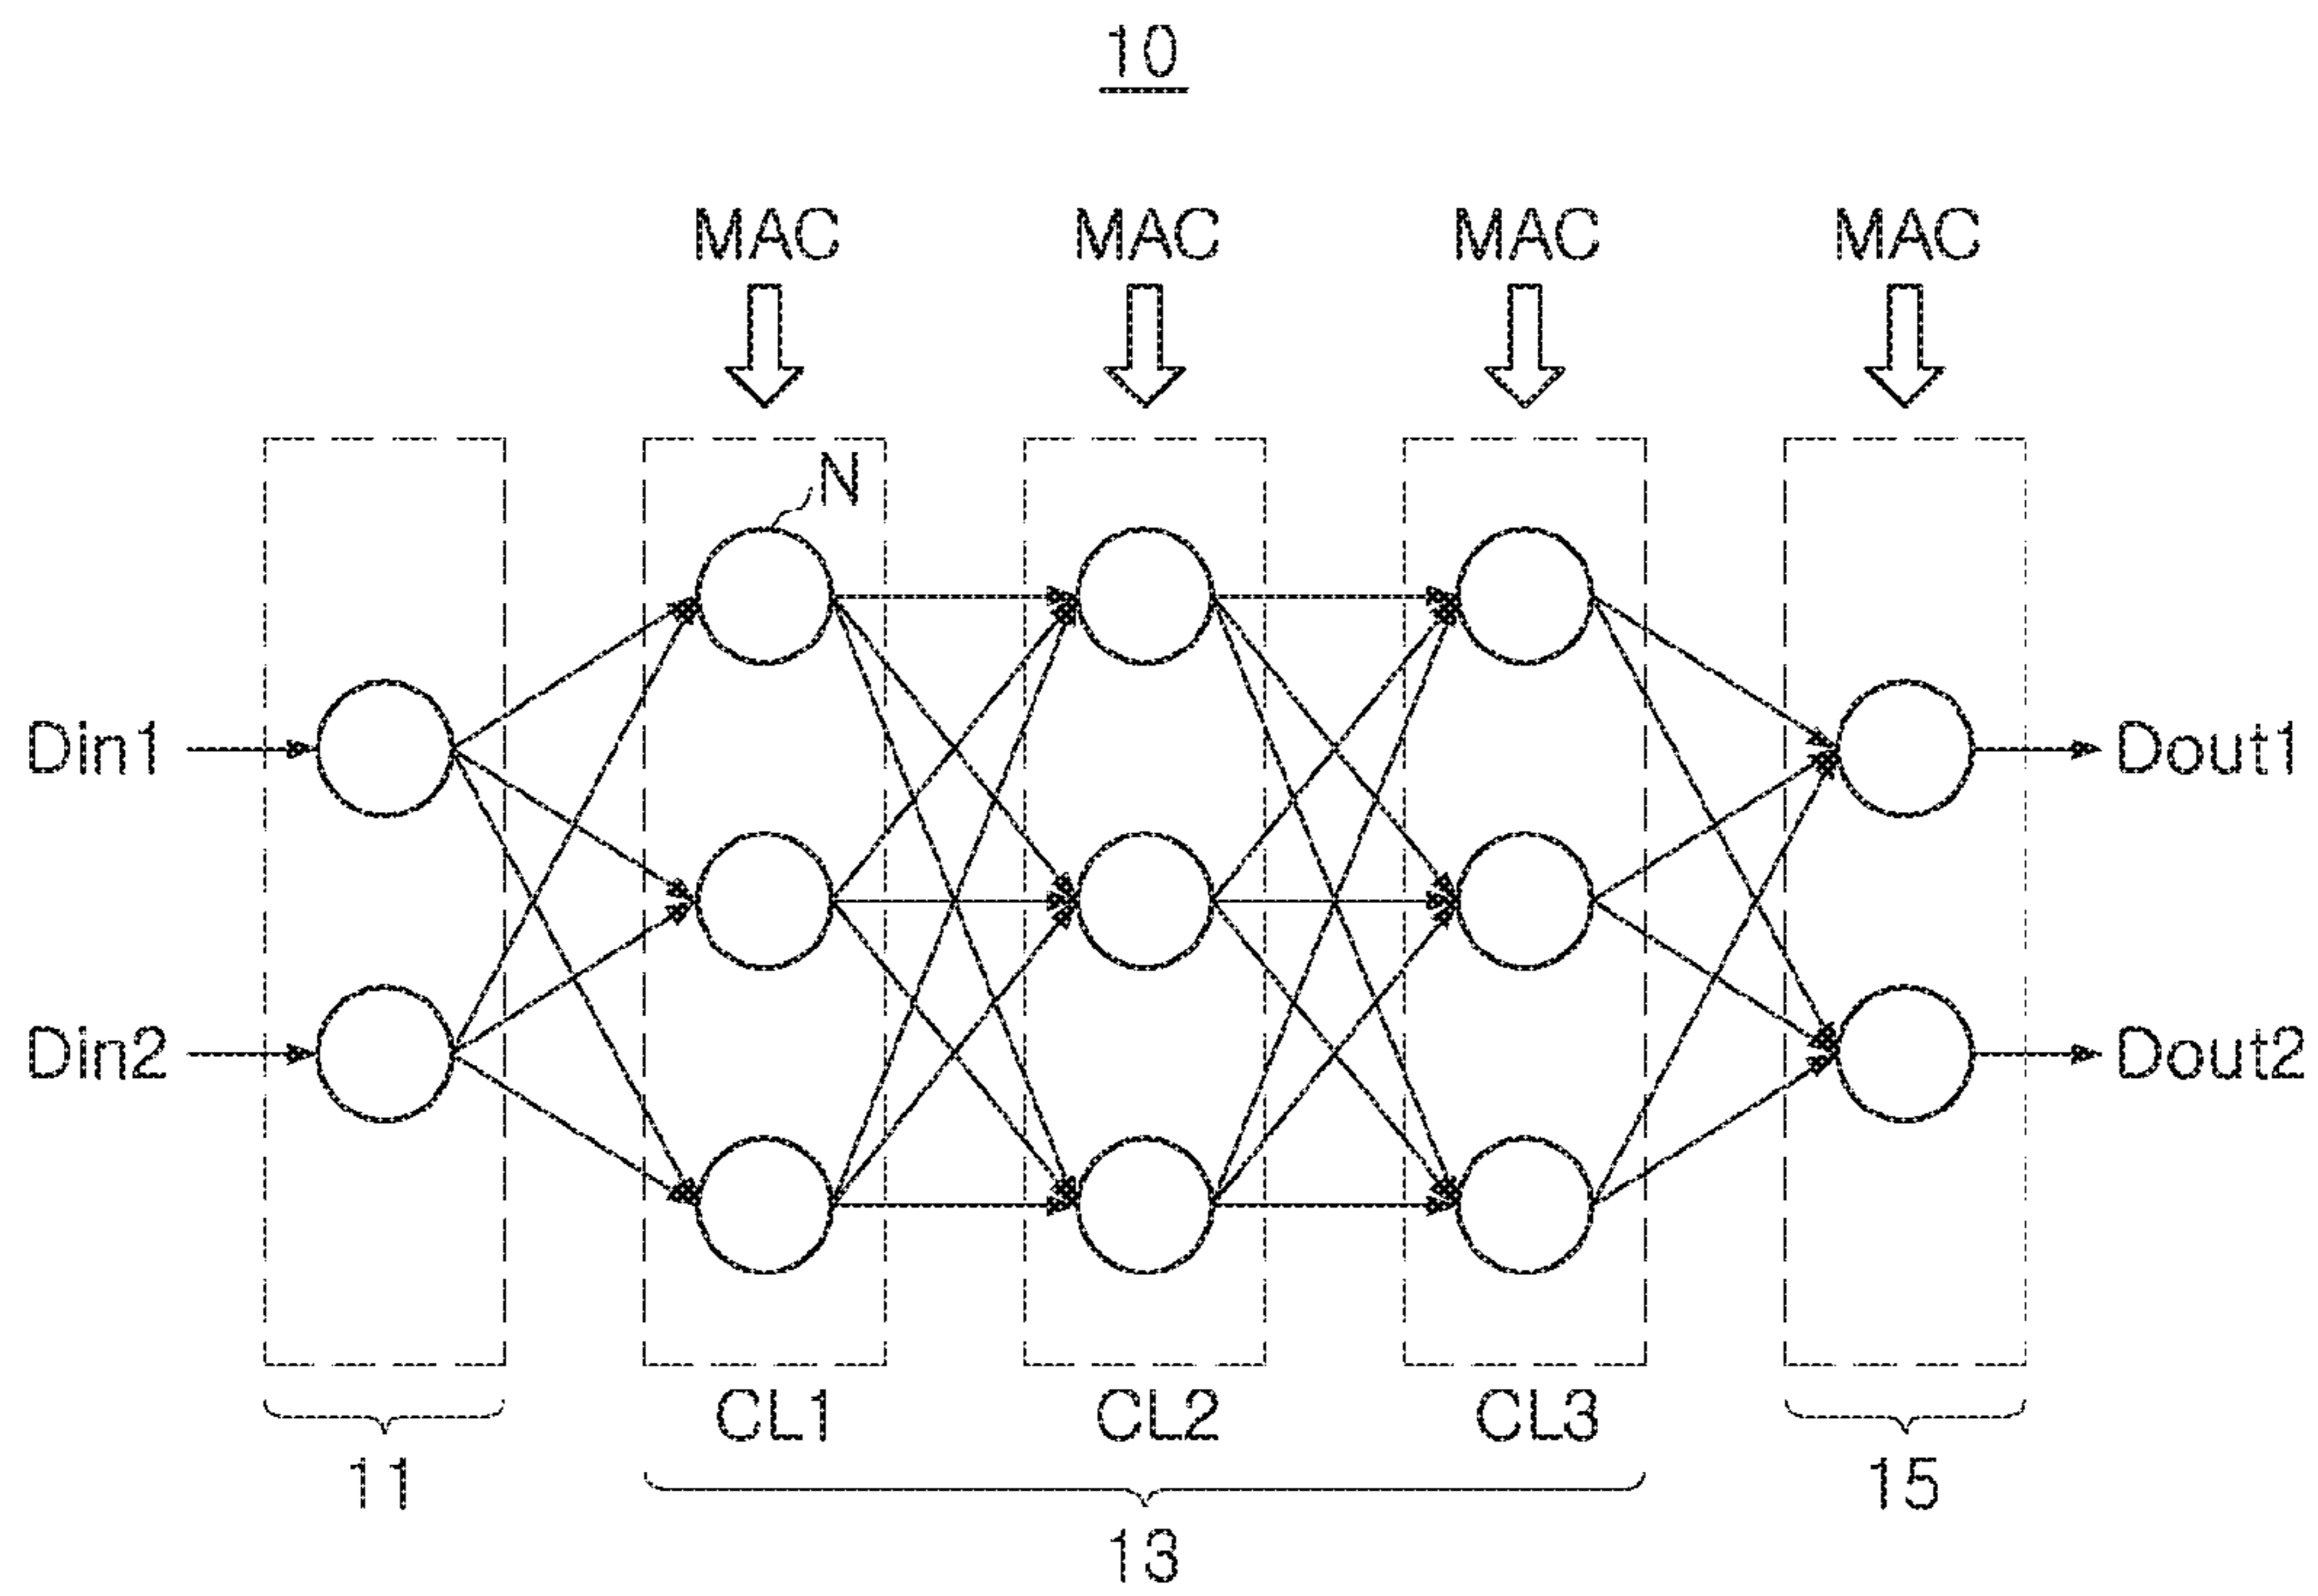 10
MAC MAC MAC MAC
N
Din1 Dout1
Din2 Dout2
CL1 CL2 CL3
11 15
13